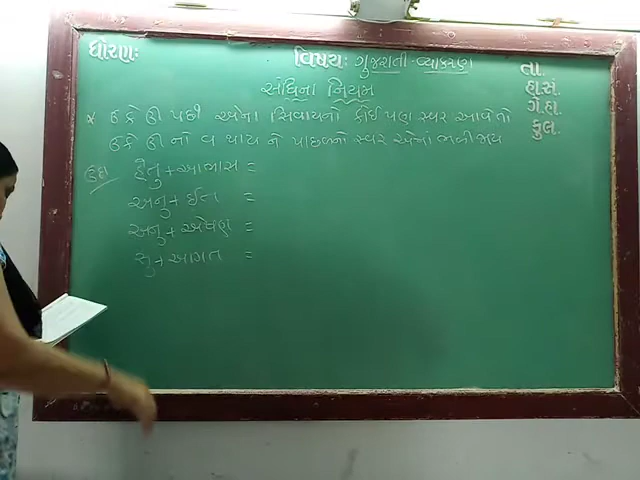 ધોરણ: વિષય: ગુજરાતી-વ્યાકરણ તા.
સંધિના નિયમ હા.સં.
ગે.હા.
* ઉ કે ઊ પછી એના સિવાયનો કોઈ પણ સ્વર આવે તો કુલ.
ઉ કે ઊ નો વ થાય ને પાછળનો સ્વર એમાં ભળી જાય
ઉદા હેતુ + આભાસ =
અનુ + ઈત =
અનુ + એષણ =
સુ + આગત =